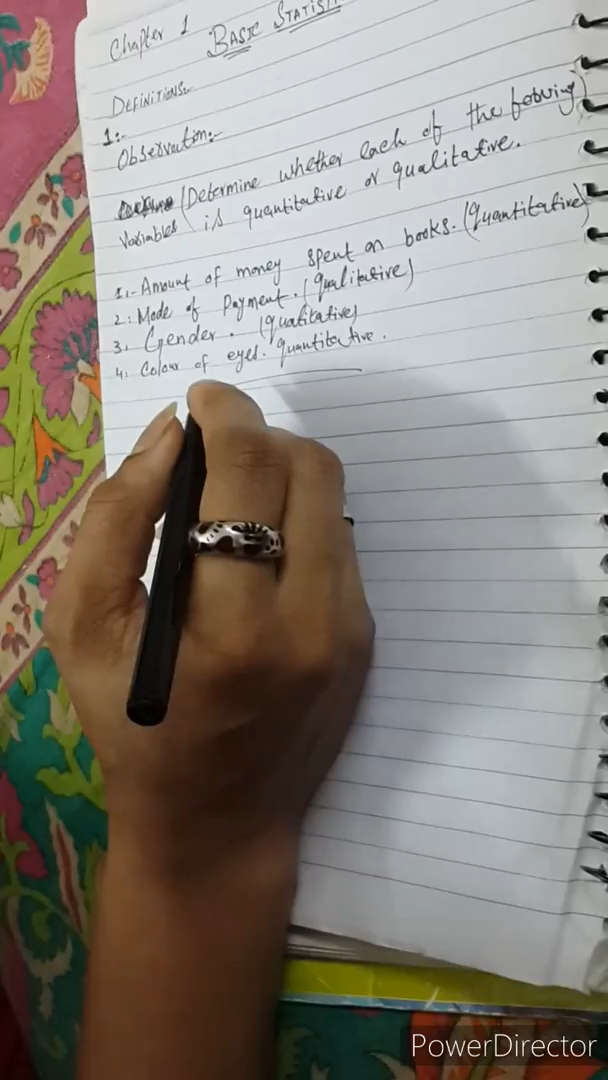 Chapter 1
BASIC STATIST
DEFINITIONS:-
1:-
Observation:-
(Determine whether each of the
variables is quantitative or qualitative.
1:- Amount of money spent on books. (quantitative)
2: Mode of Payment. (qualitative)
3. Gender. (qualitative)
4: Colour of eyes. quantitative.
PowerDirector